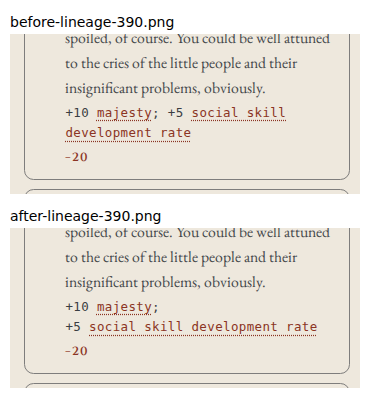 before-lineage-390.png
spoiled, of course. You could be well attuned
to the cries of the little people and their
insignificant problems, obviously.
+10 majesty; +5 social skill
development rate
–20
after-lineage-390.png
spoiled, of course. You could be well attuned
to the cries of the little people and their
insignificant problems, obviously.
+10 majesty;
+5 social skill development rate
–20